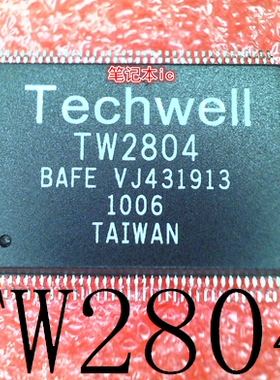 笔记本ic
Techwell
TW2804
BAFE VJ431913
1006
TAIWAN
TW2804